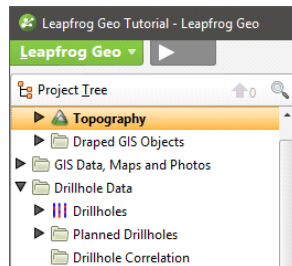 Leapfrog Geo Tutorial - Leapfrog Geo
Leapfrog Geo
Project Tree
0
Topography
Draped GIS Objects
GIS Data, Maps and Photos
Drillhole Data
Drillholes
Planned Drillholes
Drillhole Correlation